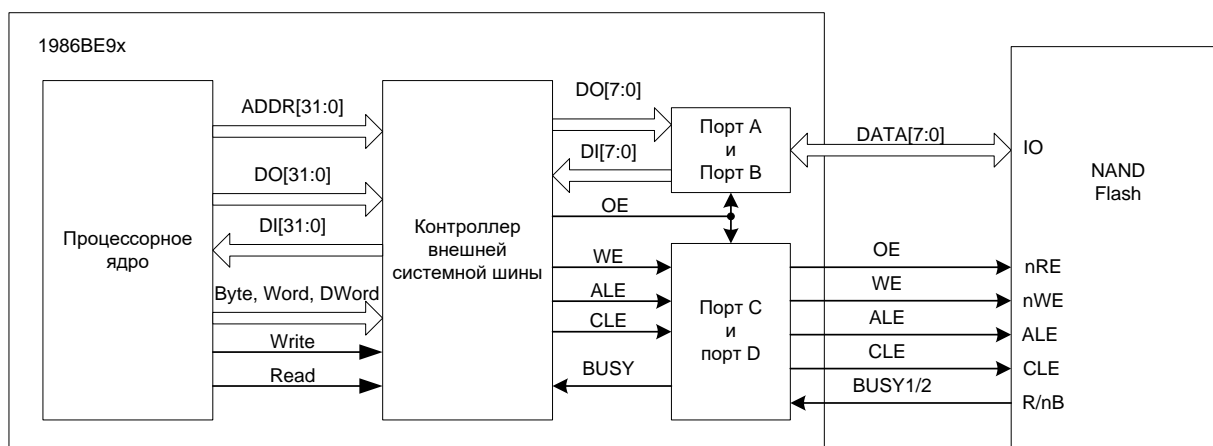 1986ВЕ9х
Процессорное
ядро
ADDR[31:0]
DO[31:0]
DI[31:0]
Byte, Word, DWord
Write
Read
Контроллер
внешней
системной шины
DO[7:0]
DI[7:0]
OE
WE
ALE
CLE
BUSY
Порт А
и
Порт В
Порт С
и
порт D
DATA[7:0]
OE
WE
ALE
CLE
BUSY1/2
IO
NAND
Flash
nRE
nWE
ALE
CLE
R/nB